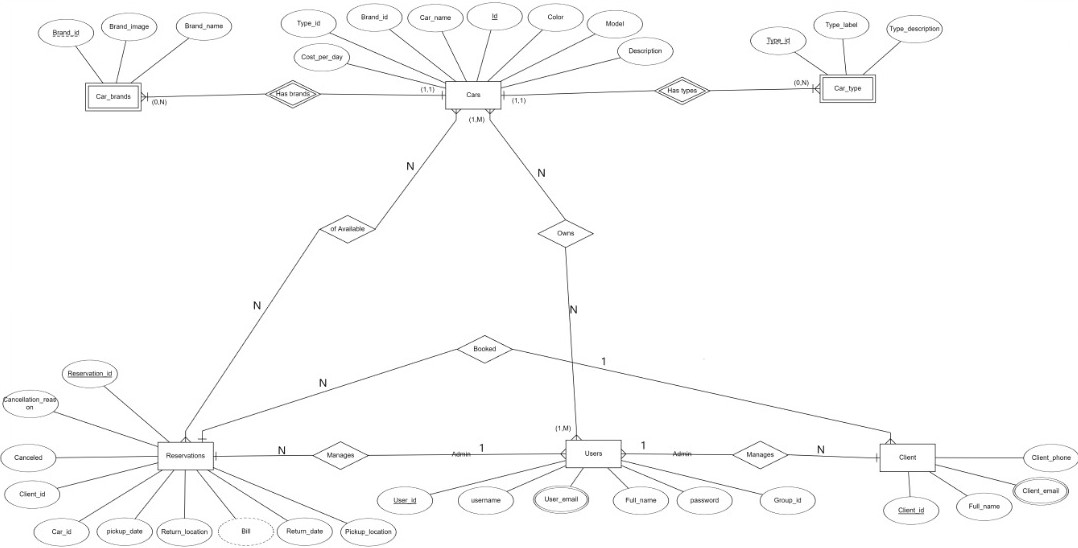 Brand_id
Brand_image
Brand_name
Type_id
Brand_id
Car_name
Id
Color
Model
Cost_per_day
Description
Type_id
Type_label
Type_description
Car_brands
(0,N)
Has brands
(1,1)
Cars
(1,1)
Has types
(0,N)
Car_type
(1,M)
N
N
of Available
Owns
N
N
Booked
1
N
Reservation_id
Cancellation_reas
on
Canceled
Client_id
Car_id
pickup_date
Return_location
Bill
Return_date
Pickup_location
Reservations
N
Manages
Admin
1
(1,M)
Users
1
Admin
Manages
N
Client
User_id
username
User_email
Full_name
password
Group_id
Client_phone
Client_email
Full_name
Client_id